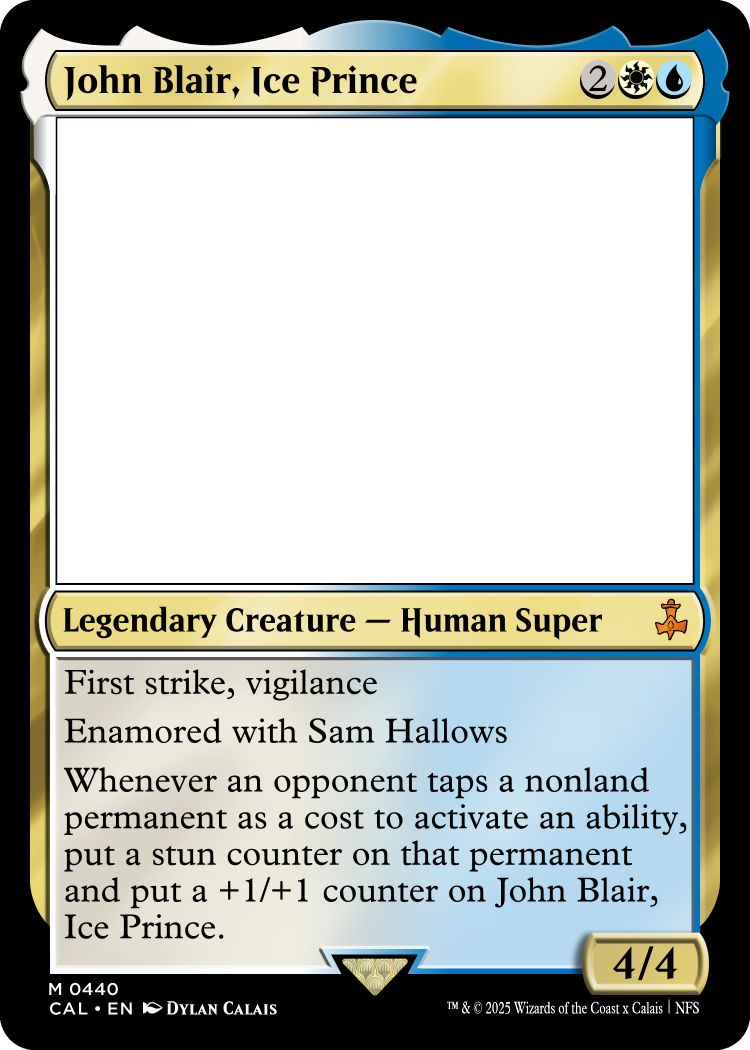 John Blair, Ice Prince 2
Legendary Creature — Human Super
First strike, vigilance
Enamored with Sam Hallows
Whenever an opponent taps a nonland
permanent as a cost to activate an ability,
put a stun counter on that permanent
and put a +1/+1 counter on John Blair,
Ice Prince.
4/4
M 0440
CAL • EN Dylan Calais
™ & © 2025 Wizards of the Coast x Calais | NFS